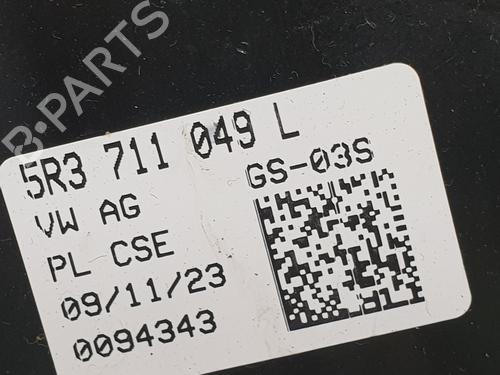 B-PARTS
5R3 711 049 L
VW AG GS-03S
PL CSE
09/11/23
0094343